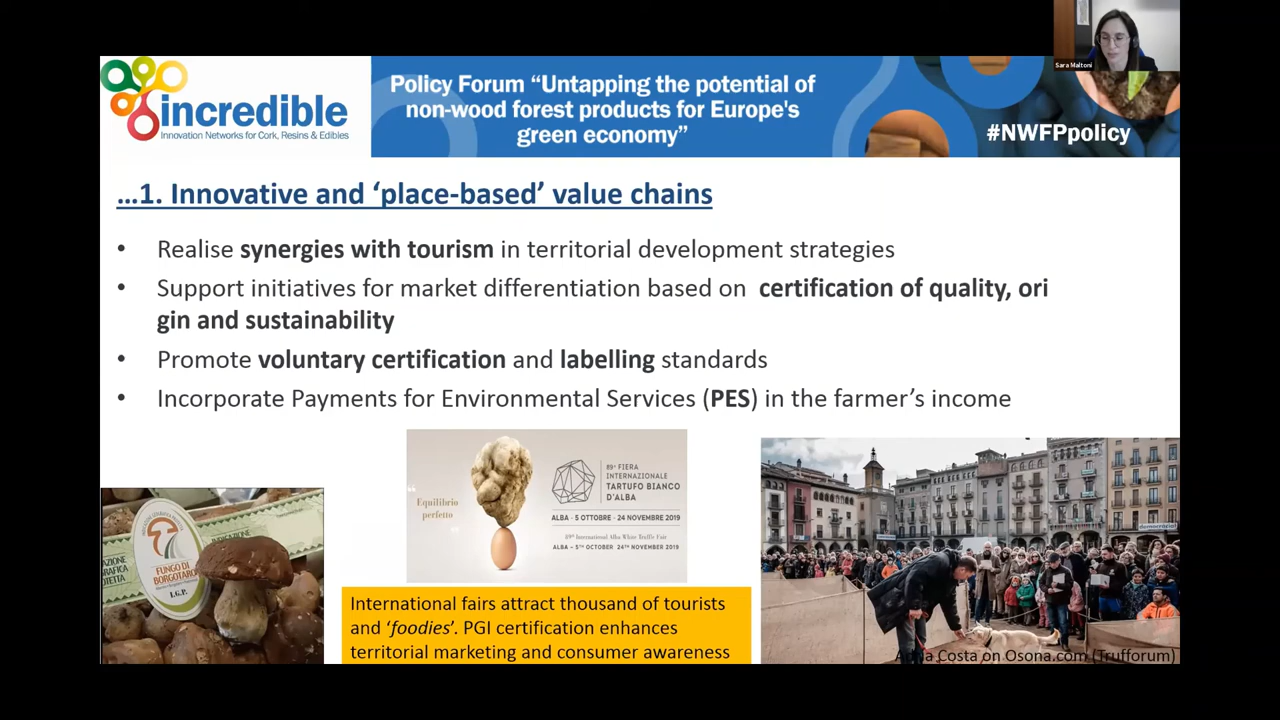 Sara Maltoni
incredible
Innovation Networks for Cork, Resins & Edibles
Policy Forum “Untapping the potential of
non-wood forest products for Europe's
green economy”
#NWFPpolicy
…1. Innovative and ‘place-based’ value chains
• Realise synergies with tourism in territorial development strategies
• Support initiatives for market differentiation based on certification of quality, ori
gin and sustainability
• Promote voluntary certification and labelling standards
• Incorporate Payments for Environmental Services (PES) in the farmer’s income
FUNGO DI
BORGOTARO
I.G.P.
Equilibrio
perfetto
89ª FIERA
INTERNAZIONALE
TARTUFO BIANCO
D'ALBA
ALBA - 5 OTTOBRE - 24 NOVEMBRE 2019
89th International Alba White Truffle Fair
ALBA - 5TH OCTOBER 24TH NOVEMBER 2019
democràcia!
International fairs attract thousand of tourists
and ‘foodies’. PGI certification enhances
territorial marketing and consumer awareness
Costa on Osona.com (Trufforum)